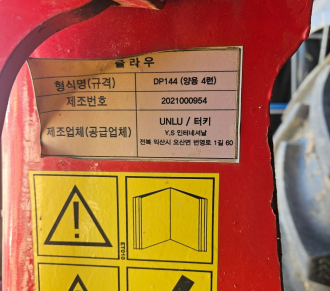 플라우
형식명(규격) DP144 (양용 4련)
제조번호 2021000954
제조업체(공급업체) UNLU / 터키
Y.S 인터내셔날
전북 익산시 오산면 번영로 1길 60